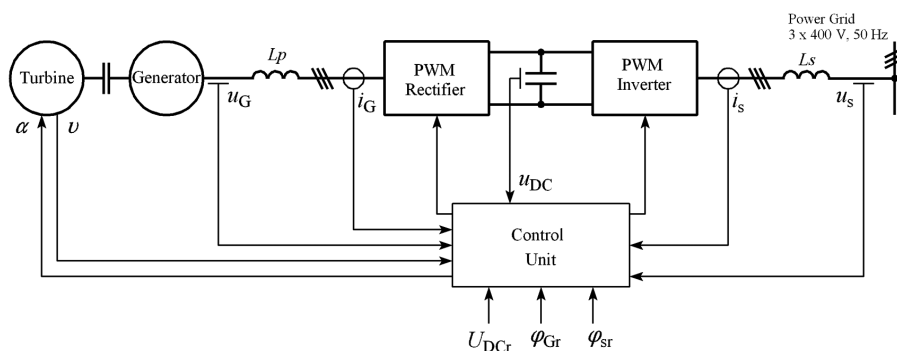 Power Grid
3 x 400 V, 50 Hz
Turbine
Generator
Lp
PWM
Rectifier
PWM
Inverter
Ls
uG
iG
is
us
α
υ
uDC
Control
Unit
UDCr
φGr
φsr